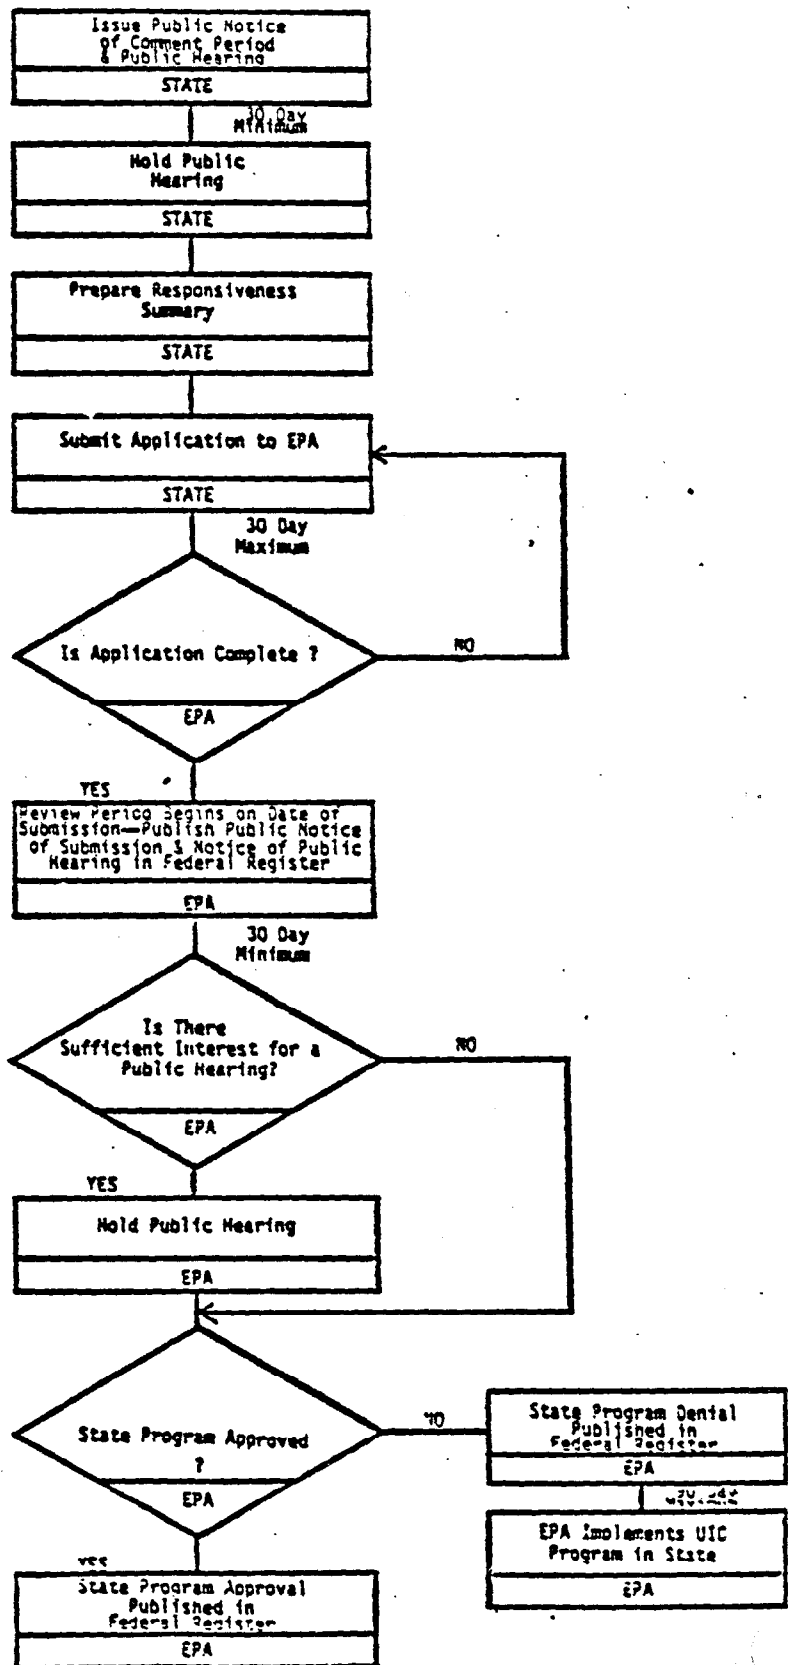 Issue Public Notice
of Comment Period
& Public Hearing
STATE
30 Day
Minimum
Hold Public
Hearing
STATE
Prepare Responsiveness
Summary
STATE
Submit Application to EPA
STATE
30 Day
Maximum
Is Application Complete ?
NO
EPA
YES
Review Period Begins on Date of
Submission—Publish Public Notice
of Submission & Notice of Public
Hearing in Federal Register
EPA
30 Day
Minimum
Is There
Sufficient Interest for a
Public Hearing?
NO
EPA
YES
Hold Public Hearing
EPA
State Program Approved
?
EPA
NO
State Program Denial
Published in
Federal Register
EPA
EPA Implements UIC
Program in State
EPA
YES
State Program Approval
Published in
Federal Register
EPA